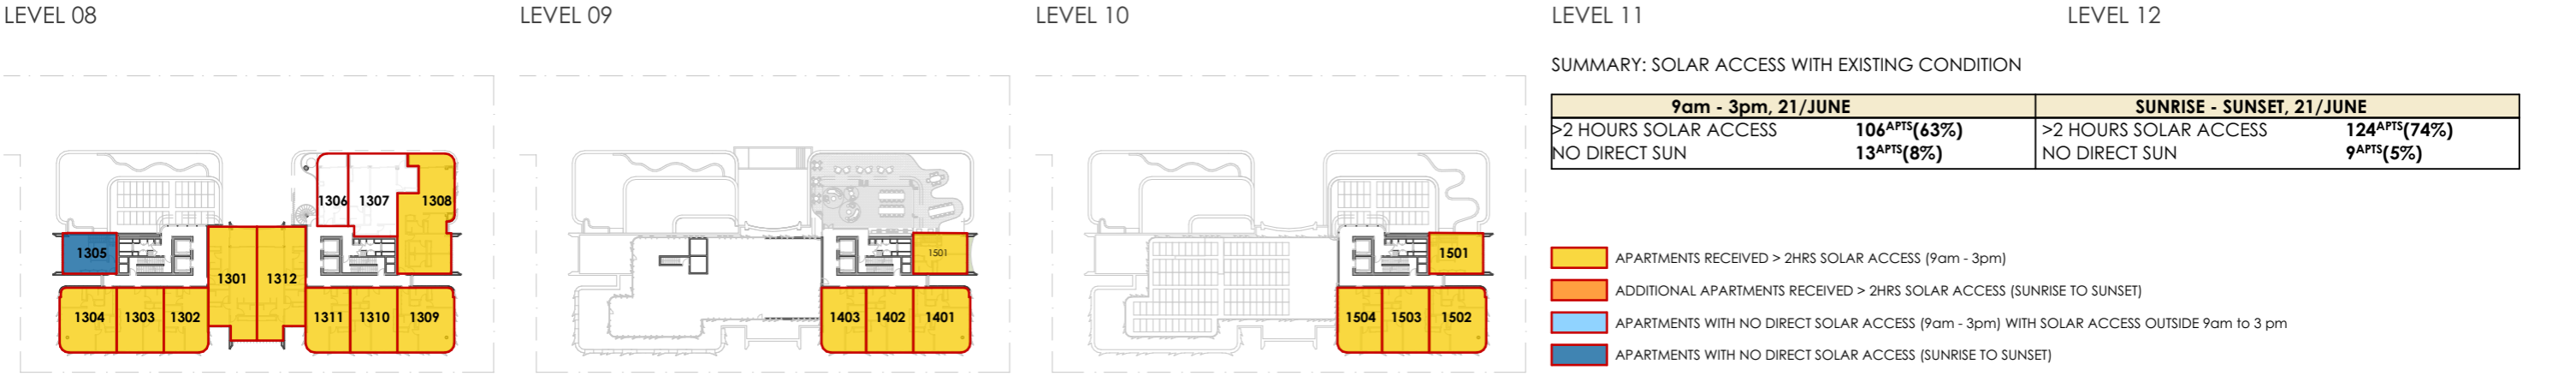 LEVEL 08
LEVEL 09
LEVEL 10
LEVEL 11
LEVEL 12
SUMMARY: SOLAR ACCESS WITH EXISTING CONDITION
9am - 3pm, 21/JUNE
SUNRISE - SUNSET, 21/JUNE
>2 HOURS SOLAR ACCESS 106APTS(63%)
>2 HOURS SOLAR ACCESS 124APTS(74%)
NO DIRECT SUN 13APTS(8%)
NO DIRECT SUN 9APTS(5%)
1306 1307 1308
1305
1301 1312
1304 1303 1302 1311 1310 1309
1501
1403 1402 1401
1501
1504 1503 1502
APARTMENTS RECEIVED > 2HRS SOLAR ACCESS (9am - 3pm)
ADDITIONAL APARTMENTS RECEIVED > 2HRS SOLAR ACCESS (SUNRISE TO SUNSET)
APARTMENTS WITH NO DIRECT SOLAR ACCESS (9am - 3pm) WITH SOLAR ACCESS OUTSIDE 9am to 3 pm
APARTMENTS WITH NO DIRECT SOLAR ACCESS (SUNRISE TO SUNSET)